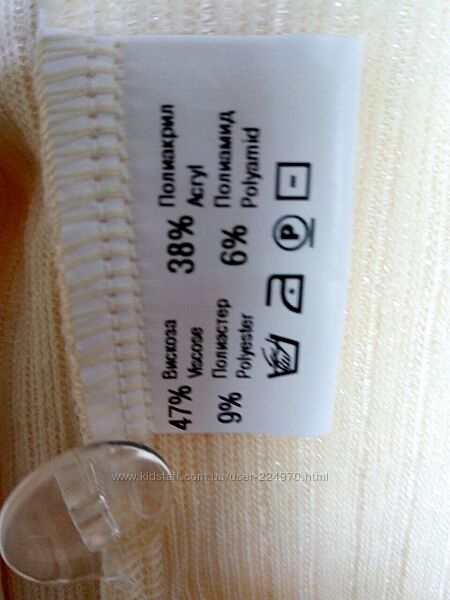 47% Вискоза 38% Полиакрил
Viscose Acryl
9% Полиэстер 6% Полиамид
Polyester Polyamid
P
www.kidstaff.com.ua/user-224970.html